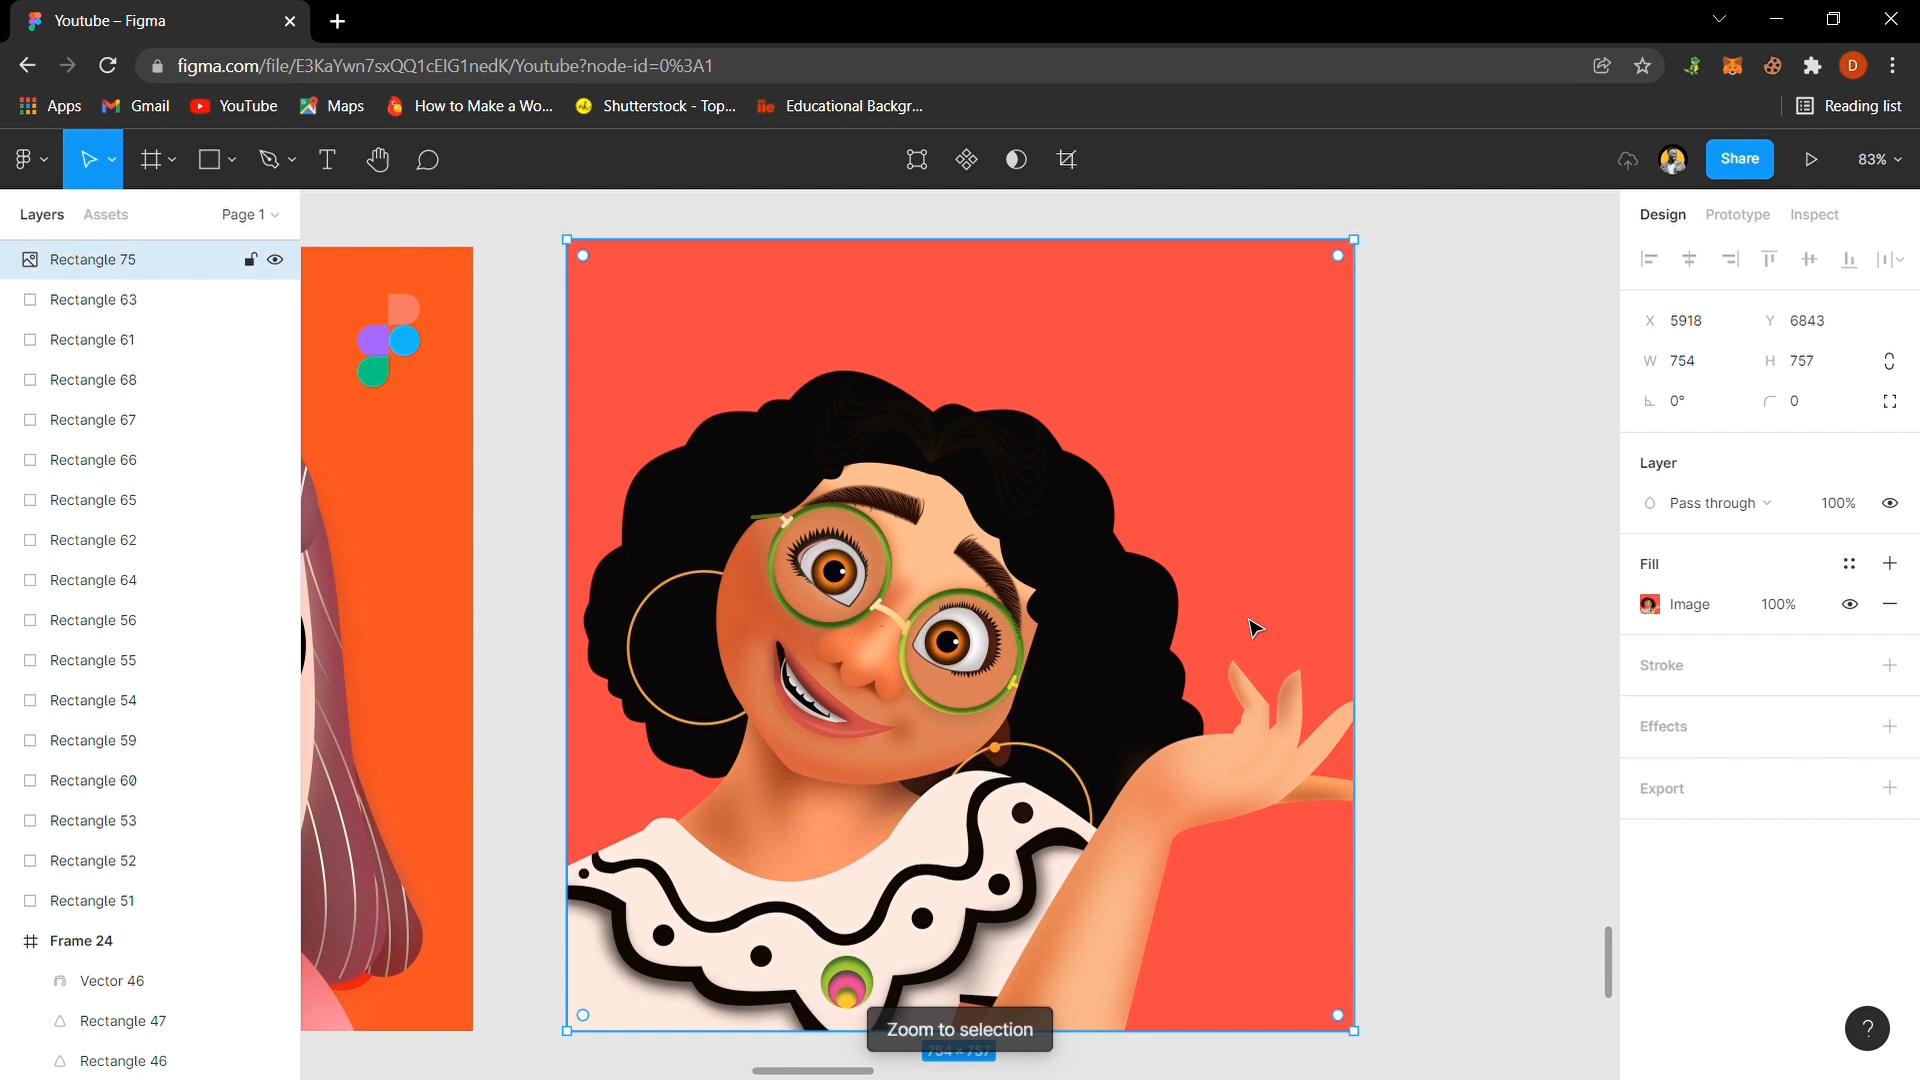 Youtube – Figma
figma.com/file/E3KaYwn7sxQQ1cEIG1nedK/Youtube?node-id=0%3A1
D
Apps
Gmail
YouTube
Maps
How to Make a Wo...
Shutterstock - Top...
Educational Backgr...
Reading list
Share
83%
Layers
Assets
Page 1
Rectangle 75
Rectangle 63
Rectangle 61
Rectangle 68
Rectangle 67
Rectangle 66
Rectangle 65
Rectangle 62
Rectangle 64
Rectangle 56
Rectangle 55
Rectangle 54
Rectangle 59
Rectangle 60
Rectangle 53
Rectangle 52
Rectangle 51
Frame 24
Vector 46
Rectangle 47
Rectangle 46
Zoom to selection
754 × 757
Design
Prototype
Inspect
X 5918
Y 6843
W 754
H 757
0°
0
Layer
Pass through
100%
Fill
Image
100%
Stroke
Effects
Export
?